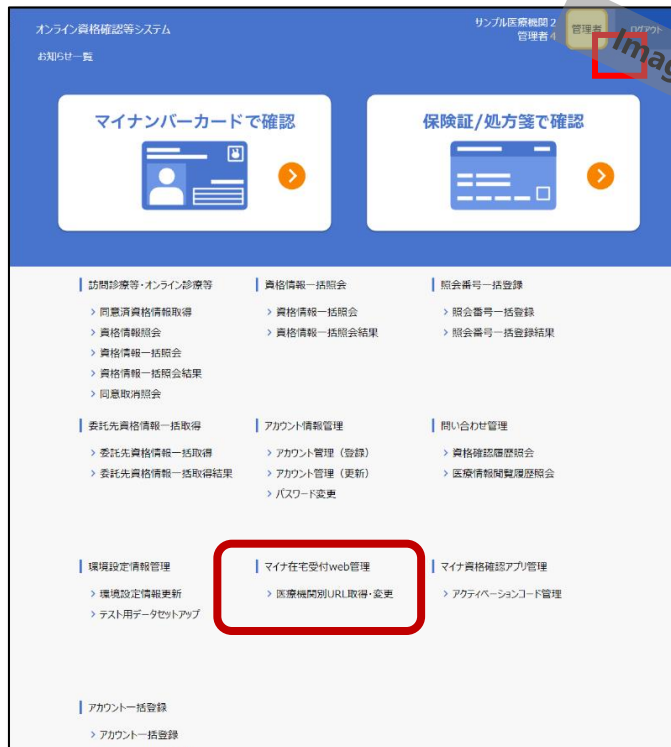 オンライン資格確認等システム
サンプル医療機関2
管理者4
管理者
ログアウト
Imag
お知らせ一覧
マイナンバーカードで確認
保険証/処方箋で確認
訪問診療等・オンライン診療等
> 同意済資格情報取得
> 資格情報照会
> 資格情報一括照会
> 資格情報一括照会結果
> 同意取消照会
資格情報一括照会
> 資格情報一括照会
> 資格情報一括照会結果
照会番号一括登録
> 照会番号一括登録
> 照会番号一括登録結果
委託先資格情報一括取得
> 委託先資格情報一括取得
> 委託先資格情報一括取得結果
アカウント情報管理
> アカウント管理（登録）
> アカウント管理（更新）
> パスワード変更
問い合わせ管理
> 資格確認履歴照会
> 医療情報閲覧履歴照会
環境設定情報管理
> 環境設定情報更新
> テスト用データセットアップ
マイナ在宅受付web管理
> 医療機関別URL取得・変更
マイナ資格確認アプリ管理
> アクティベーションコード管理
アカウント一括登録
> アカウント一括登録